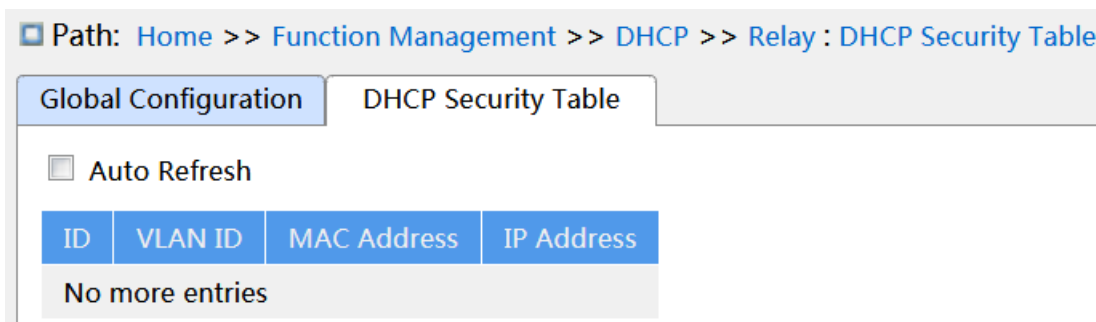 Path: Home >> Function Management >> DHCP >> Relay : DHCP Security Table
Global Configuration DHCP Security Table
Auto Refresh
ID VLAN ID MAC Address IP Address
No more entries